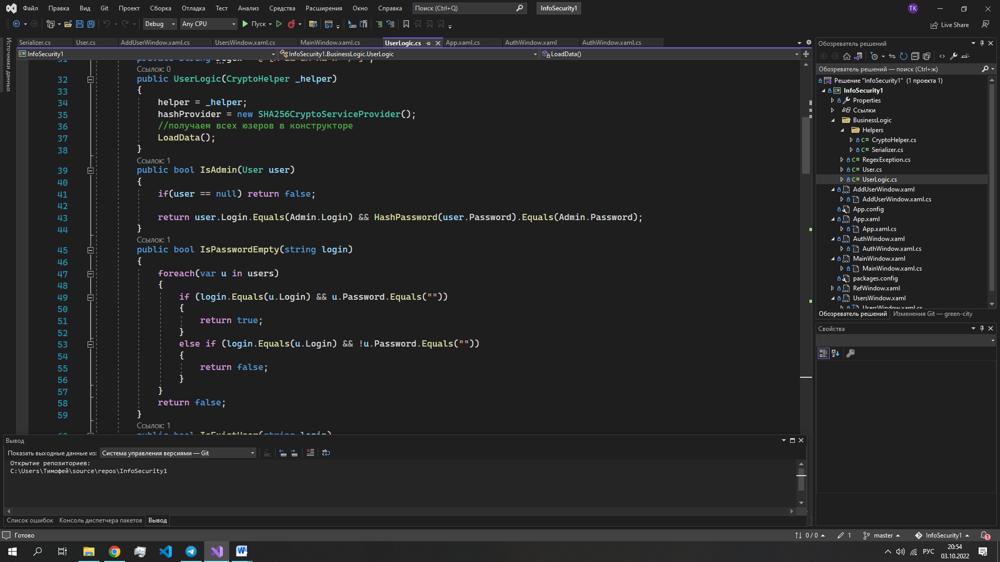 Файл Правка Вид Git Проект Сборка Отладка Тест Анализ Средства Расширения Окно Справка Поиск (Ctrl+Q) InfoSecurity1 ТК
Debug Any CPU Пуск Live Share
Источники данных
Serializer.cs User.cs AddUserWindow.xaml.cs UsersWindow.xaml.cs MainWindow.xaml.cs UserLogic.cs App.xaml.cs AuthWindow.xaml AuthWindow.xaml.cs
InfoSecurity1 InfoSecurity1.BusinessLogic.UserLogic LoadData()
Ссылок: 0
32 public UserLogic(CryptoHelper _helper)
33 {
34 helper = _helper;
35 hashProvider = new SHA256CryptoServiceProvider();
36 //получаем всех юзеров в конструкторе
37 LoadData();
38 }
Ссылок: 1
39 public bool IsAdmin(User user)
40 {
41 if(user == null) return false;
42
43 return user.Login.Equals(Admin.Login) && HashPassword(user.Password).Equals(Admin.Password);
44 }
Ссылок: 1
45 public bool IsPasswordEmpty(string login)
46 {
47 foreach(var u in users)
48 {
49 if (login.Equals(u.Login) && u.Password.Equals(""))
50 {
51 return true;
52 }
53 else if (login.Equals(u.Login) && !u.Password.Equals(""))
54 {
55 return false;
56 }
57 }
58 return false;
59 }
Ссылок: 1
public bool IsExistUser(string login)
Обозреватель решений
Обозреватель решений — поиск (Ctrl+ж)
Решение "InfoSecurity1" (1 проекта 1)
InfoSecurity1
Properties
Ссылки
BusinessLogic
Helpers
C# CryptoHelper.cs
C# Serializer.cs
C# RegexExeption.cs
C# User.cs
C# UserLogic.cs
AddUserWindow.xaml
AddUserWindow.xaml.cs
App.config
App.xaml
App.xaml.cs
AuthWindow.xaml
AuthWindow.xaml.cs
MainWindow.xaml
MainWindow.xaml.cs
packages.config
RefWindow.xaml
UsersWindow.xaml
UsersWindow.xaml.cs
Обозреватель решений Изменения Git — green-city
Свойства
Вывод
Показать выходные данные из: Система управления версиями — Git
Открытие репозиториев:
C:\Users\Тимофей\source\repos\InfoSecurity1
Список ошибок Консоль диспетчера пакетов Вывод
Готово 0 / 0 1 master InfoSecurity1 1
РУС 20:54
03.10.2022